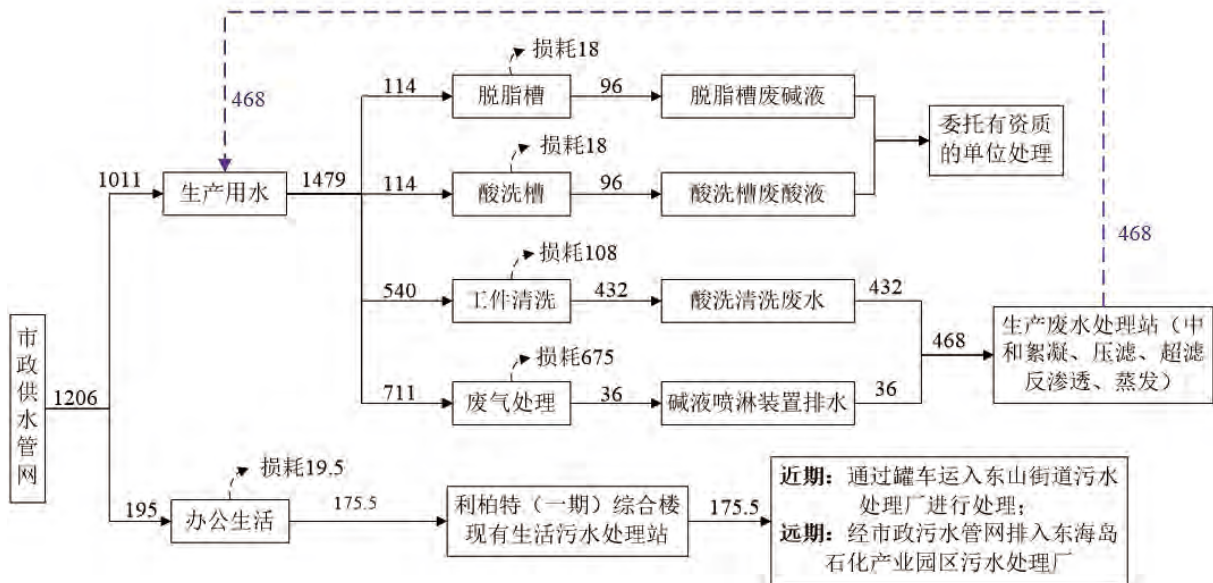 损耗18
468
114
脱脂槽
96
脱脂槽废碱液
委托有资质
的单位处理
损耗18
1011
生产用水
1479
114
酸洗槽
96
酸洗槽废酸液
468
损耗108
540
工件清洗
432
酸洗清洗废水
432
市政供水管网
1206
468
生产废水处理站（中
和絮凝、压滤、超滤
反渗透、蒸发）
损耗675
711
废气处理
36
碱液喷淋装置排水
36
损耗19.5
195
办公生活
175.5
利柏特（一期）综合楼
现有生活污水处理站
175.5
近期：通过罐车运入东山街道污水
处理厂进行处理；
远期：经市政污水管网排入东海岛
石化产业园区污水处理厂